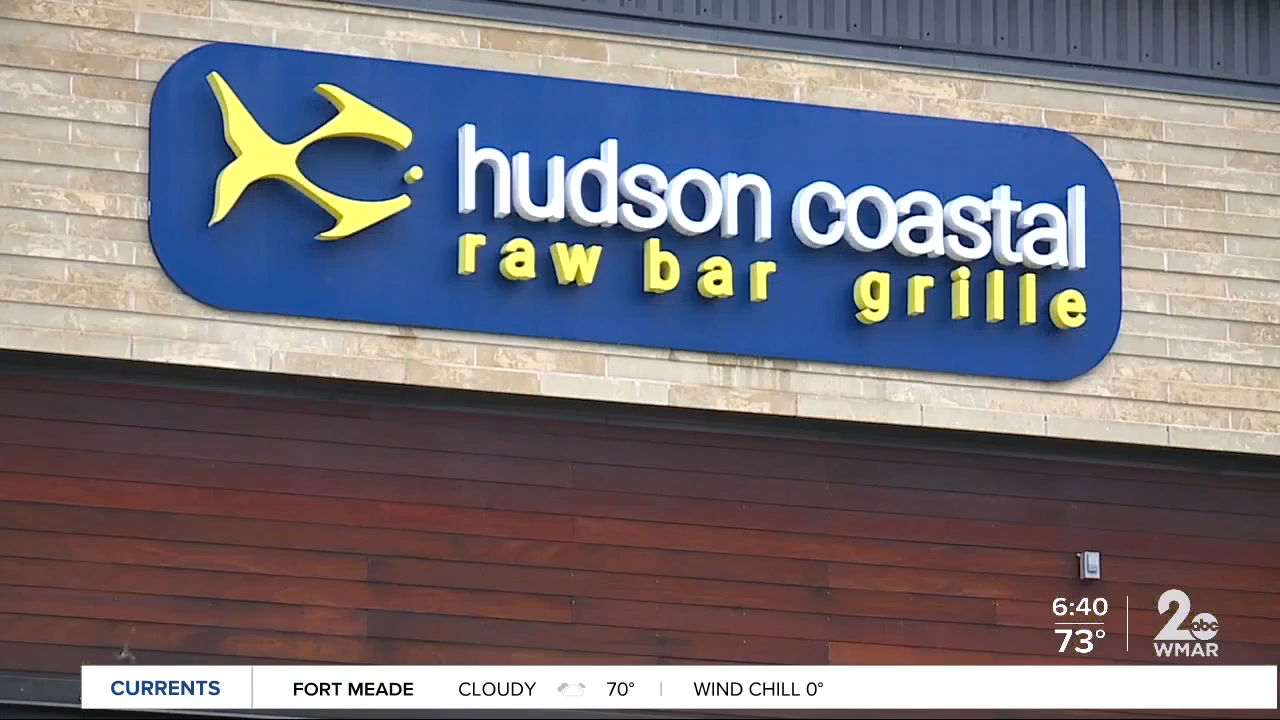 hudson coastal
raw bar grille
6:40
73°
2 abc
WMAR
CURRENTS FORT MEADE CLOUDY 70° WIND CHILL 0°